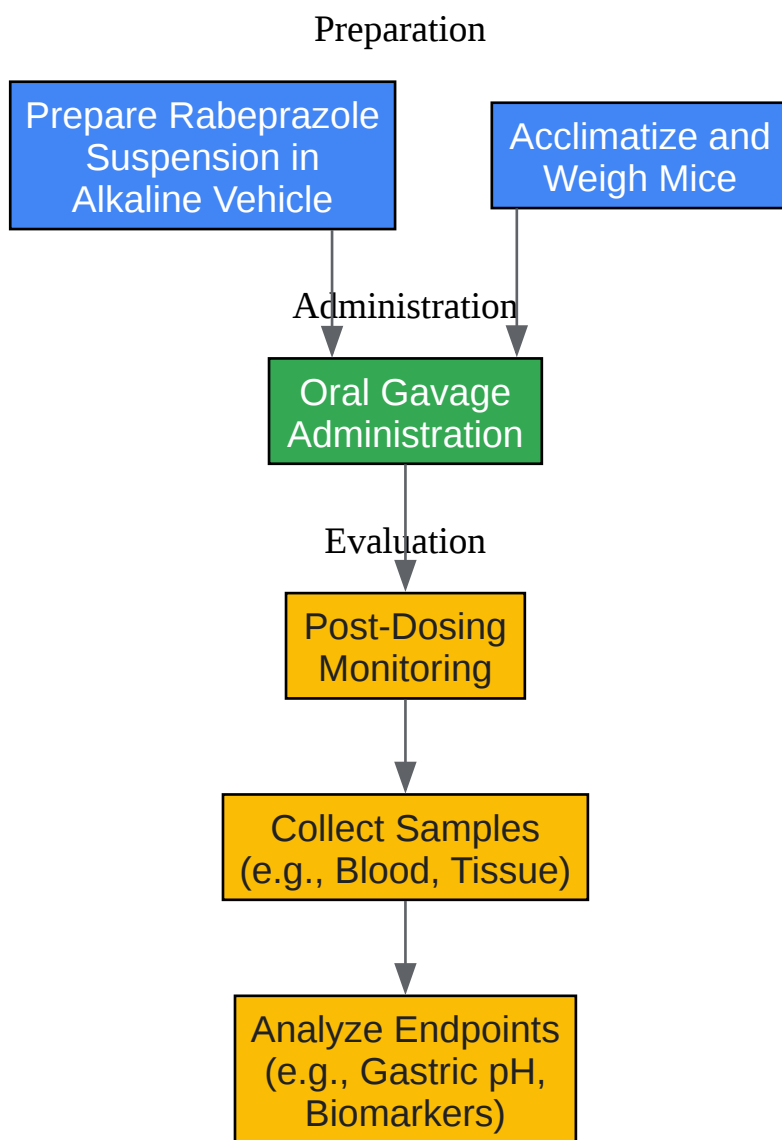 Preparation
Prepare Rabeprazole
Suspension in
Alkaline Vehicle
Acclimatize and
Weigh Mice
Administration
Oral Gavage
Administration
Evaluation
Post-Dosing
Monitoring
Collect Samples
(e.g., Blood, Tissue)
Analyze Endpoints
(e.g., Gastric pH,
Biomarkers)